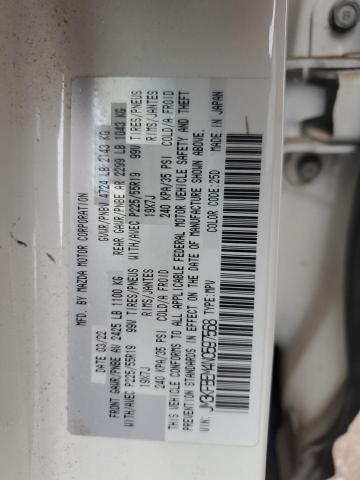 MFD. BY MAZDA MOTOR CORPORATION
DATE 03/22 GVWR/PNBV 4724 LB 2143 KG
FRONT GAWR/PNBE AV 2425 LB 1100 KG REAR GAWR/PNBE AR 2299 LB 1043 KG
WITH/AVEC P225/55R19 99V TIRES/PNEUS WITH/AVEC P225/55R19 99V TIRES/PNEUS
19X7J RIMS/JANTES 19X7J RIMS/JANTES
240 KPA/35 PSI COLD/A FROID 240 KPA/35 PSI COLD/A FROID
THIS VEHICLE CONFORMS TO ALL APPLICABLE FEDERAL MOTOR VEHICLE SAFETY AND THEFT
PREVENTION STANDARDS IN EFFECT ON THE DATE OF MANUFACTURE SHOWN ABOVE.
TYPE:MPV COLOR CODE:25D MADE IN JAPAN
VIN: